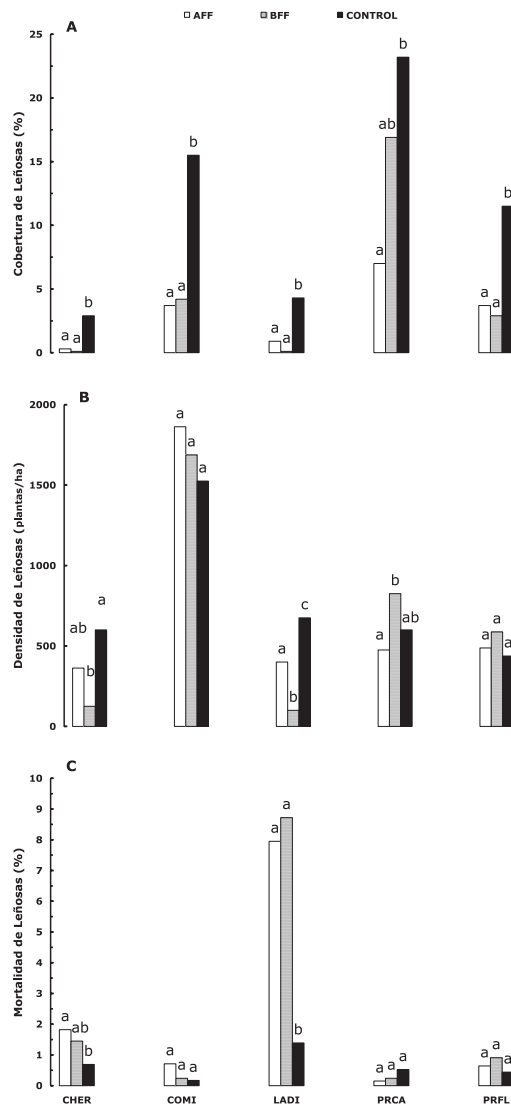 AFF BFF CONTROL
A
Cobertura de Leñosas (%)
25
20
15
10
5
0
a a b
a a b
a a b
a ab b
a a b
B
Densidad de Leñosas (plantas/ha)
2000
1500
1000
500
0
ab b a
a a a
a b c
a b ab
a a a
C
Mortalidad de Leñosas (%)
10
9
8
7
6
5
4
3
2
1
0
a ab b
a a a
a a b
a a a
a a a
CHER COMI LADI PRCA PRFL